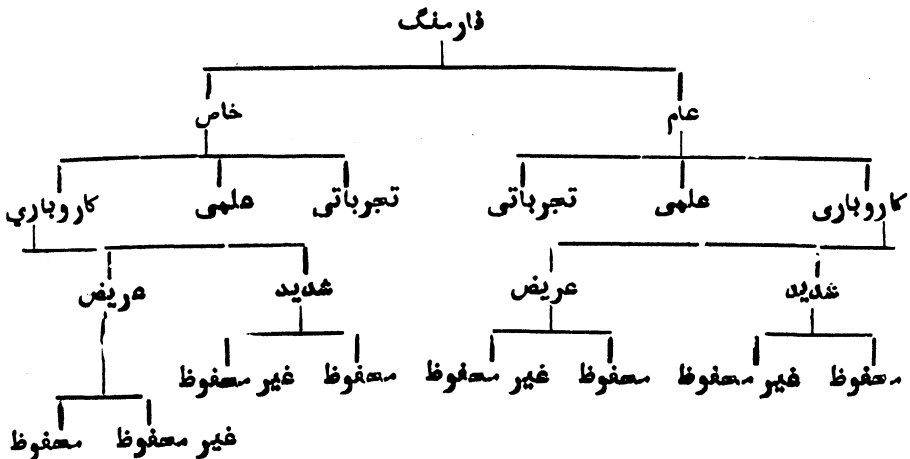 فارمنگ
عام خاص
کاروباری علمی تجرباتی تجرباتی علمی کاروباري
شدید عریض شدید عریض
محفوظ غیر محفوظ محفوظ غیر محفوظ محفوظ غیر محفوظ
غیر محفوظ محفوظ